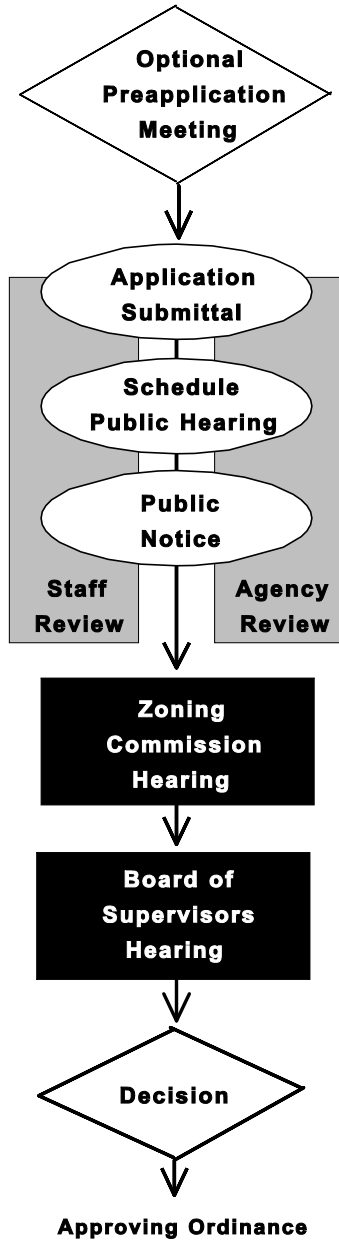 Optional
Preapplication
Meeting
Application
Submittal
Schedule
Public Hearing
Public
Notice
Staff
Review
Agency
Review
Zoning
Commission
Hearing
Board of
Supervisors
Hearing
Decision
Approving Ordinance